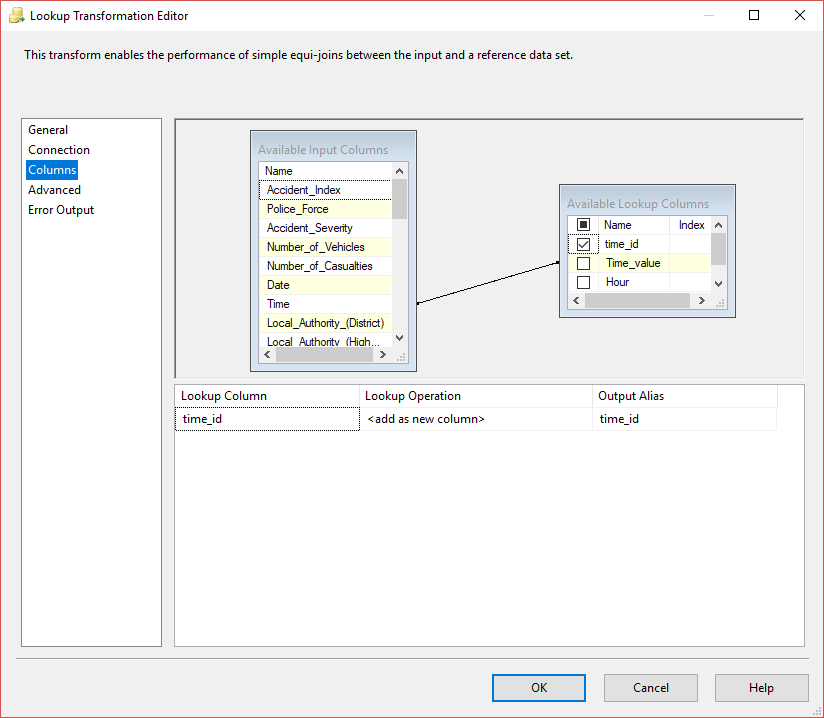 Lookup Transformation Editor
This transform enables the performance of simple equi-joins between the input and a reference data set.
General
Connection
Columns
Advanced
Error Output
Available Input Columns
Name
Accident_Index
Police_Force
Accident_Severity
Number_of_Vehicles
Number_of_Casualties
Date
Time
Local_Authority_(District)
Local_Authority_(High...
Available Lookup Columns
Name Index
time_id
Time_value
Hour
Lookup Column Lookup Operation Output Alias
time_id <add as new column> time_id
OK Cancel Help